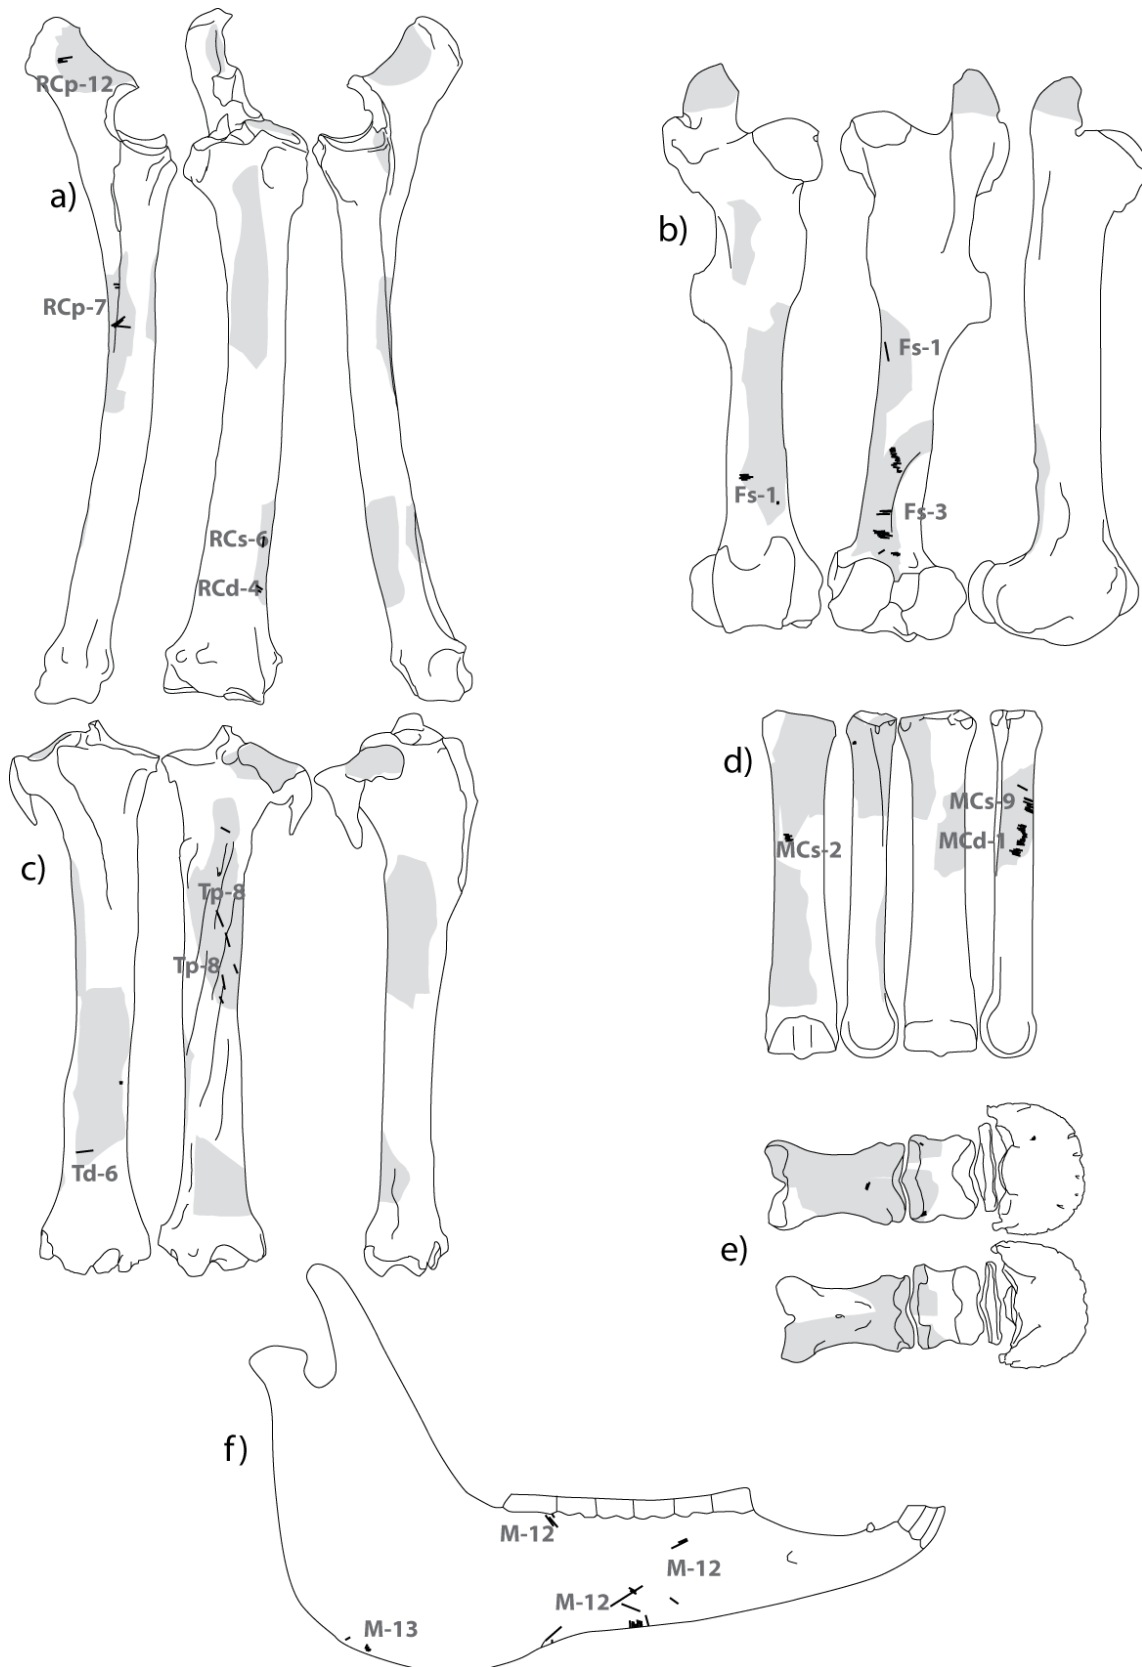 RCp-12
a)
RCp-7
RCs-6
RCd-4
b)
Fs-1
Fs-1
Fs-3
c)
Tp-8
Tp-8
Td-6
d)
MCs-9
MCd-1
MCs-2
e)
f)
M-12
M-12
M-12
M-13